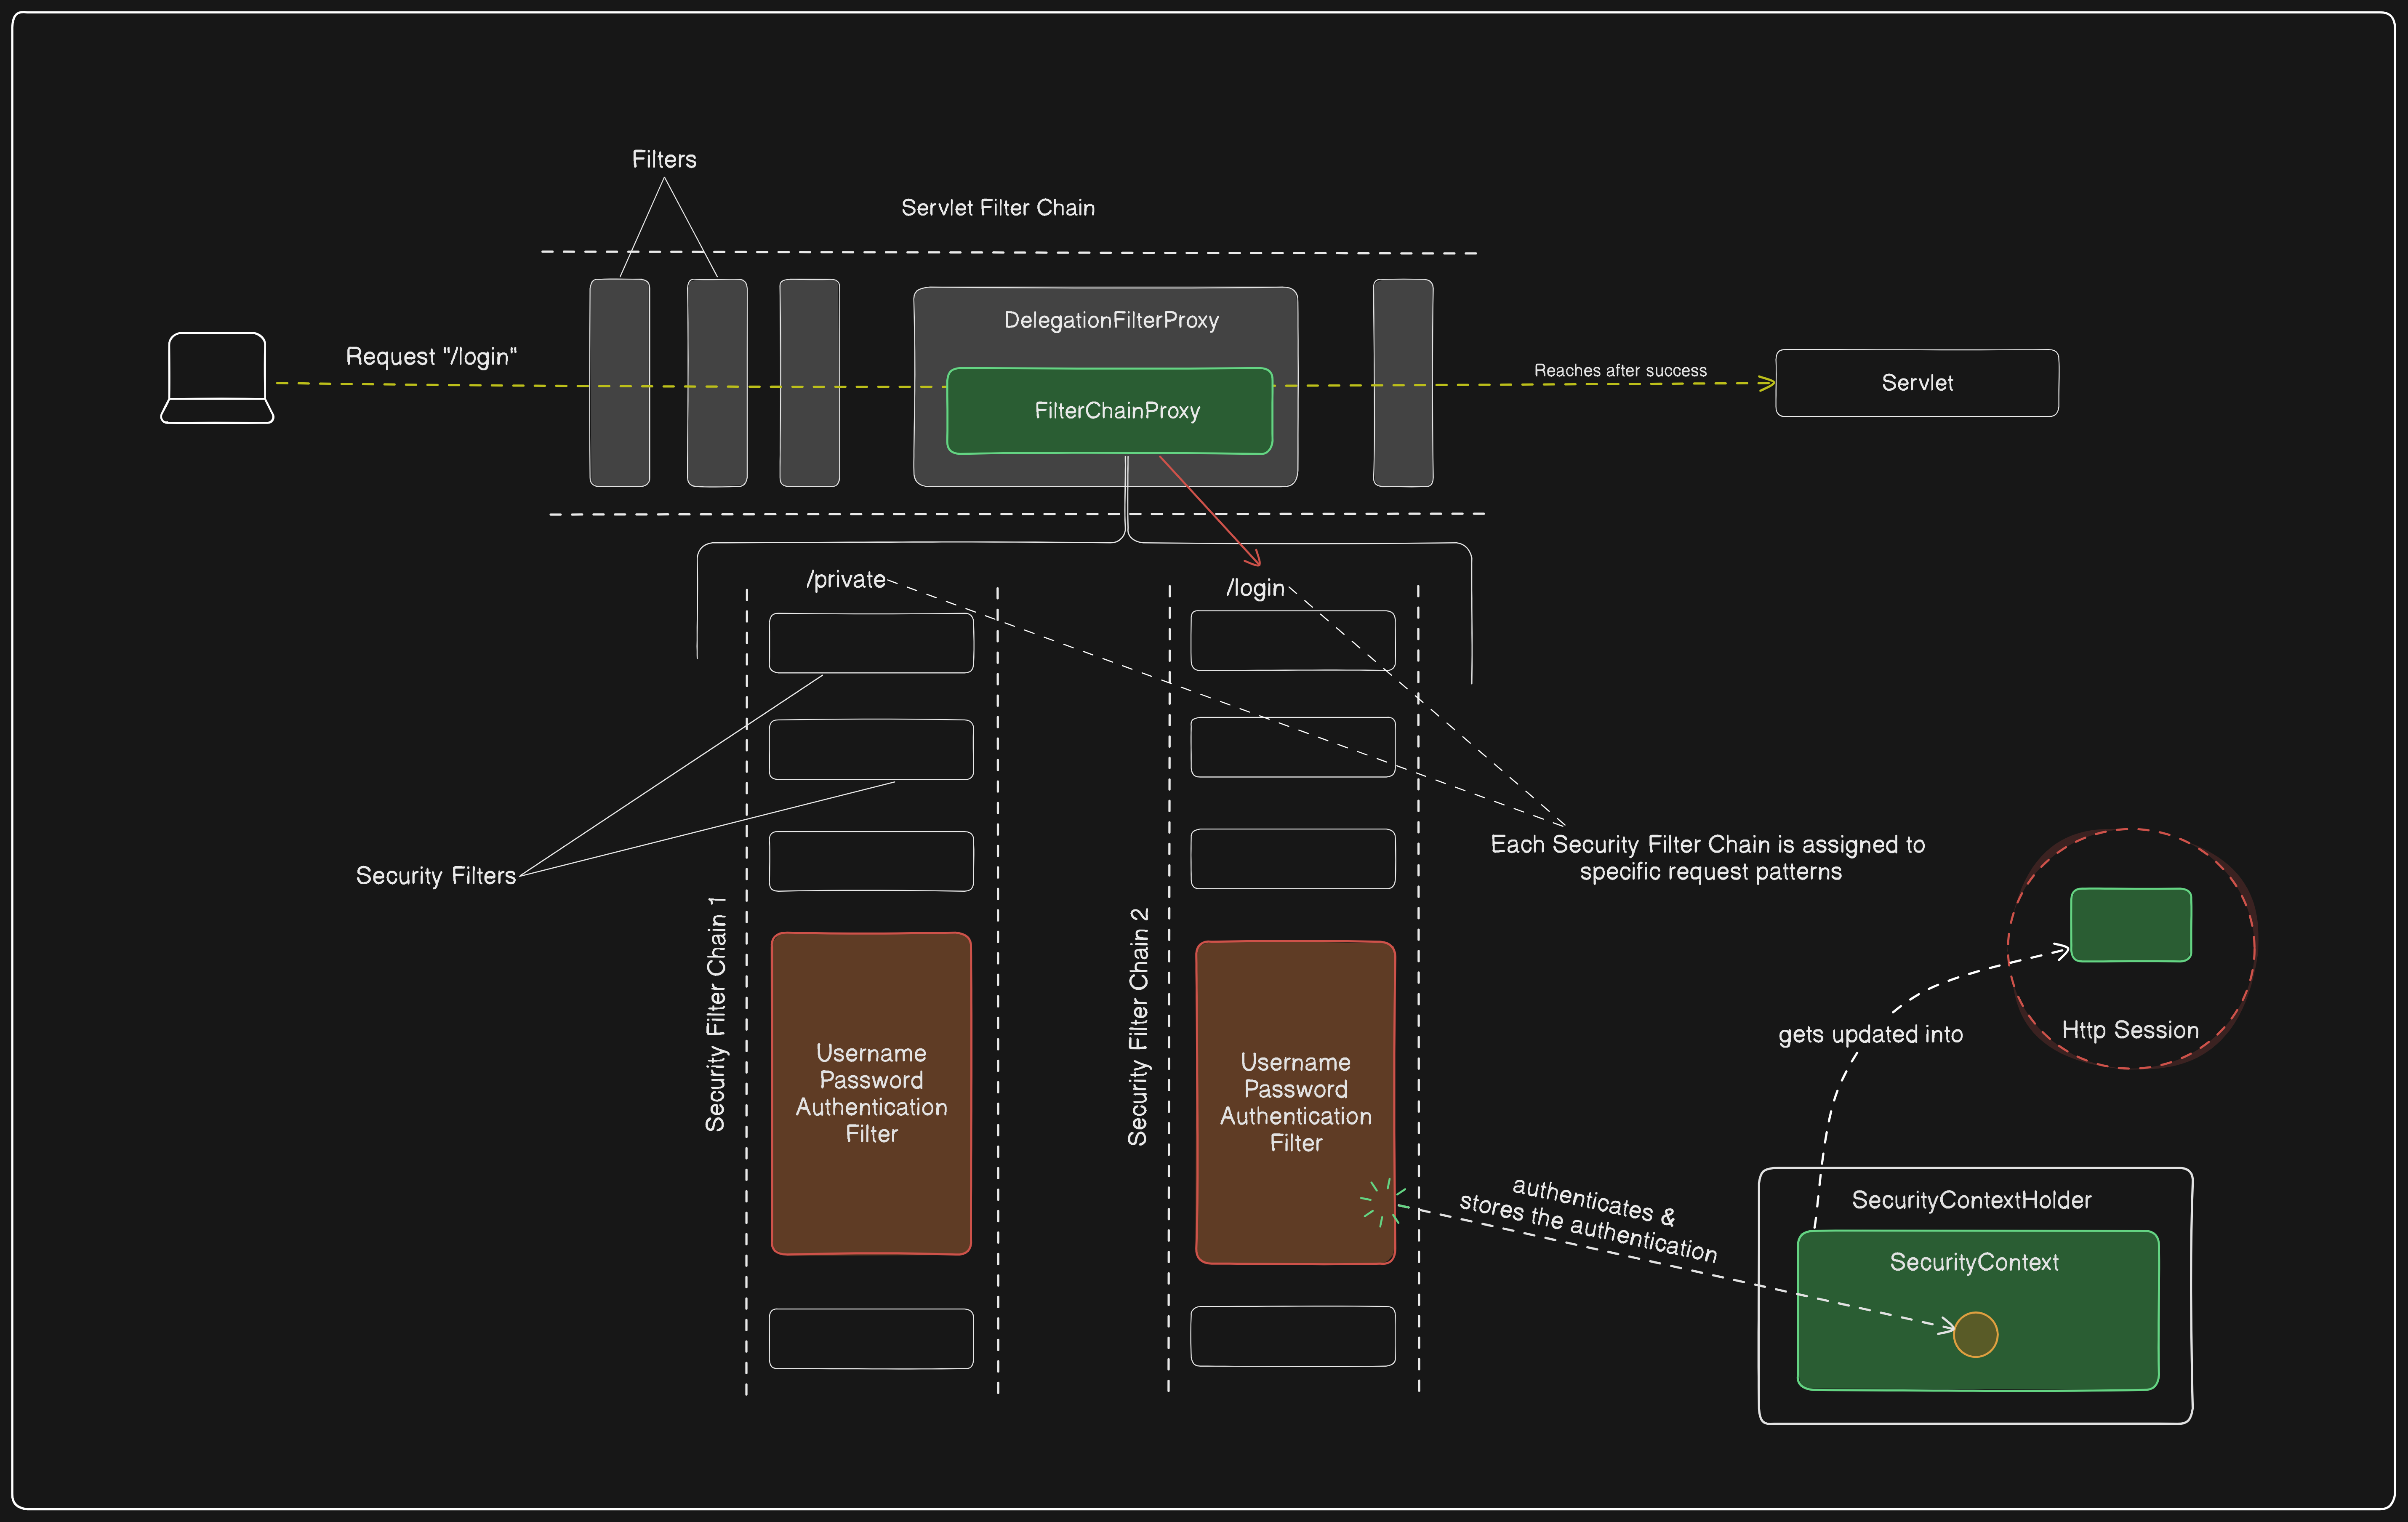 Filters
Servlet Filter Chain
DelegationFilterProxy
Request "/login"
Reaches after success
Servlet
FilterChainProxy
/private
/login
Each Security Filter Chain is assigned to
specific request patterns
Security Filters
Security Filter Chain 1
Security Filter Chain 2
Username
Password
Authentication
Filter
Username
Password
Authentication
Filter
gets updated into
Http Session
authenticates &
stores the authentication
SecurityContextHolder
SecurityContext